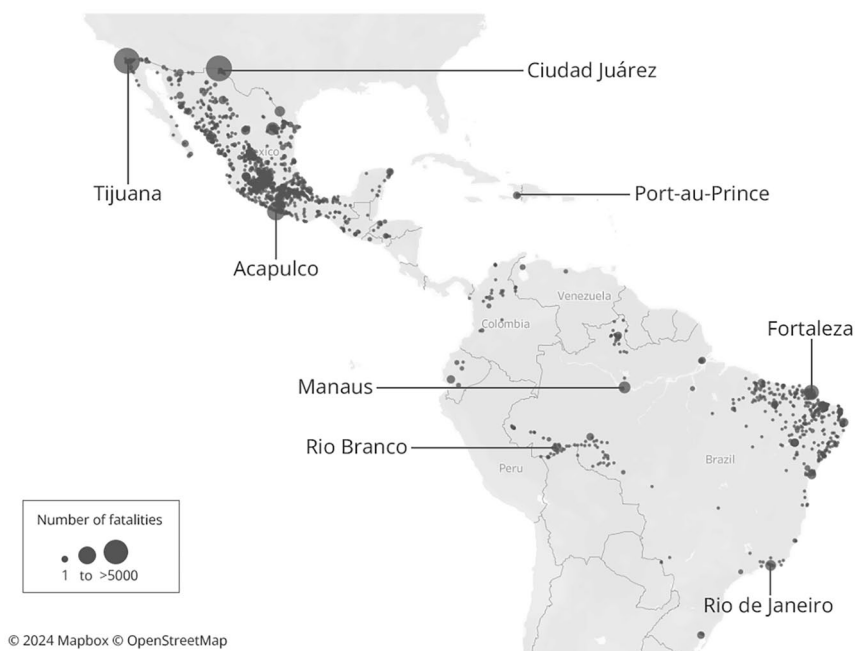 Ciudad Juárez
xico
Tijuana
Port-au-Prince
Acapulco
Venezuela
Colombia
Fortaleza
Manaus
Rio Branco
Brazil
Peru
Number of fatalities
1 to >5000
Rio de Janeiro
© 2024 Mapbox © OpenStreetMap